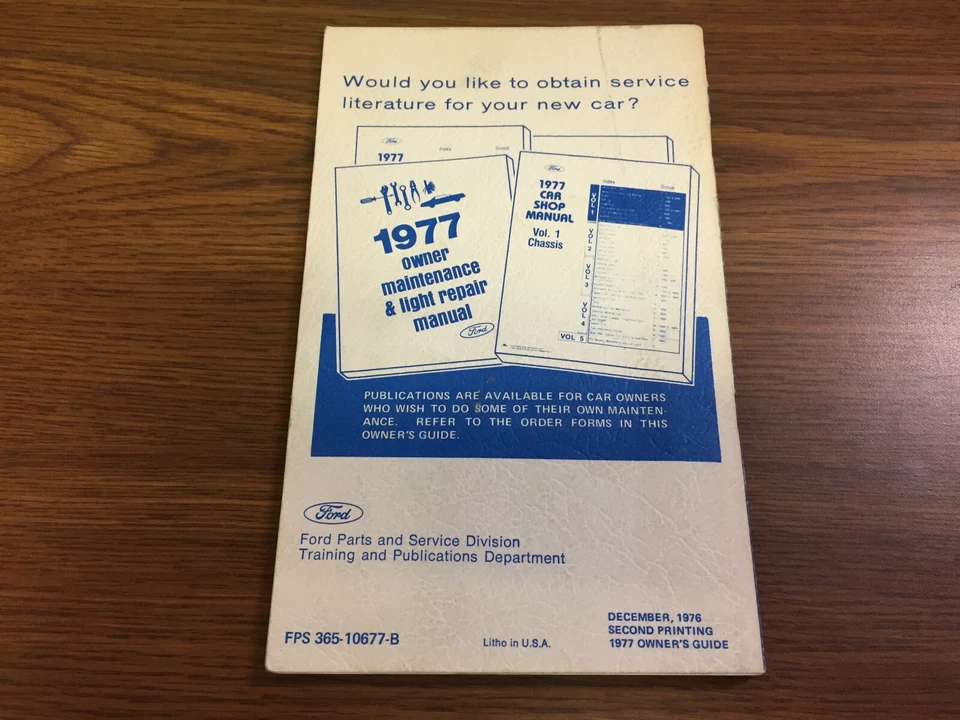 Would you like to obtain service
literature for your new car?
Ford
1977
Index
Group
1977
owner
maintenance
& light repair
manual
Ford
Ford
1977
CAR
SHOP
MANUAL
Vol. 1
Chassis
Index
Group
VOL 1
VOL 2
VOL 3
VOL 4
VOL 5
PUBLICATIONS ARE AVAILABLE FOR CAR OWNERS
WHO WISH TO DO SOME OF THEIR OWN MAINTEN-
ANCE. REFER TO THE ORDER FORMS IN THIS
OWNER'S GUIDE.
Ford
Ford Parts and Service Division
Training and Publications Department
FPS 365-10677-B
Litho in U.S.A.
DECEMBER, 1976
SECOND PRINTING
1977 OWNER'S GUIDE